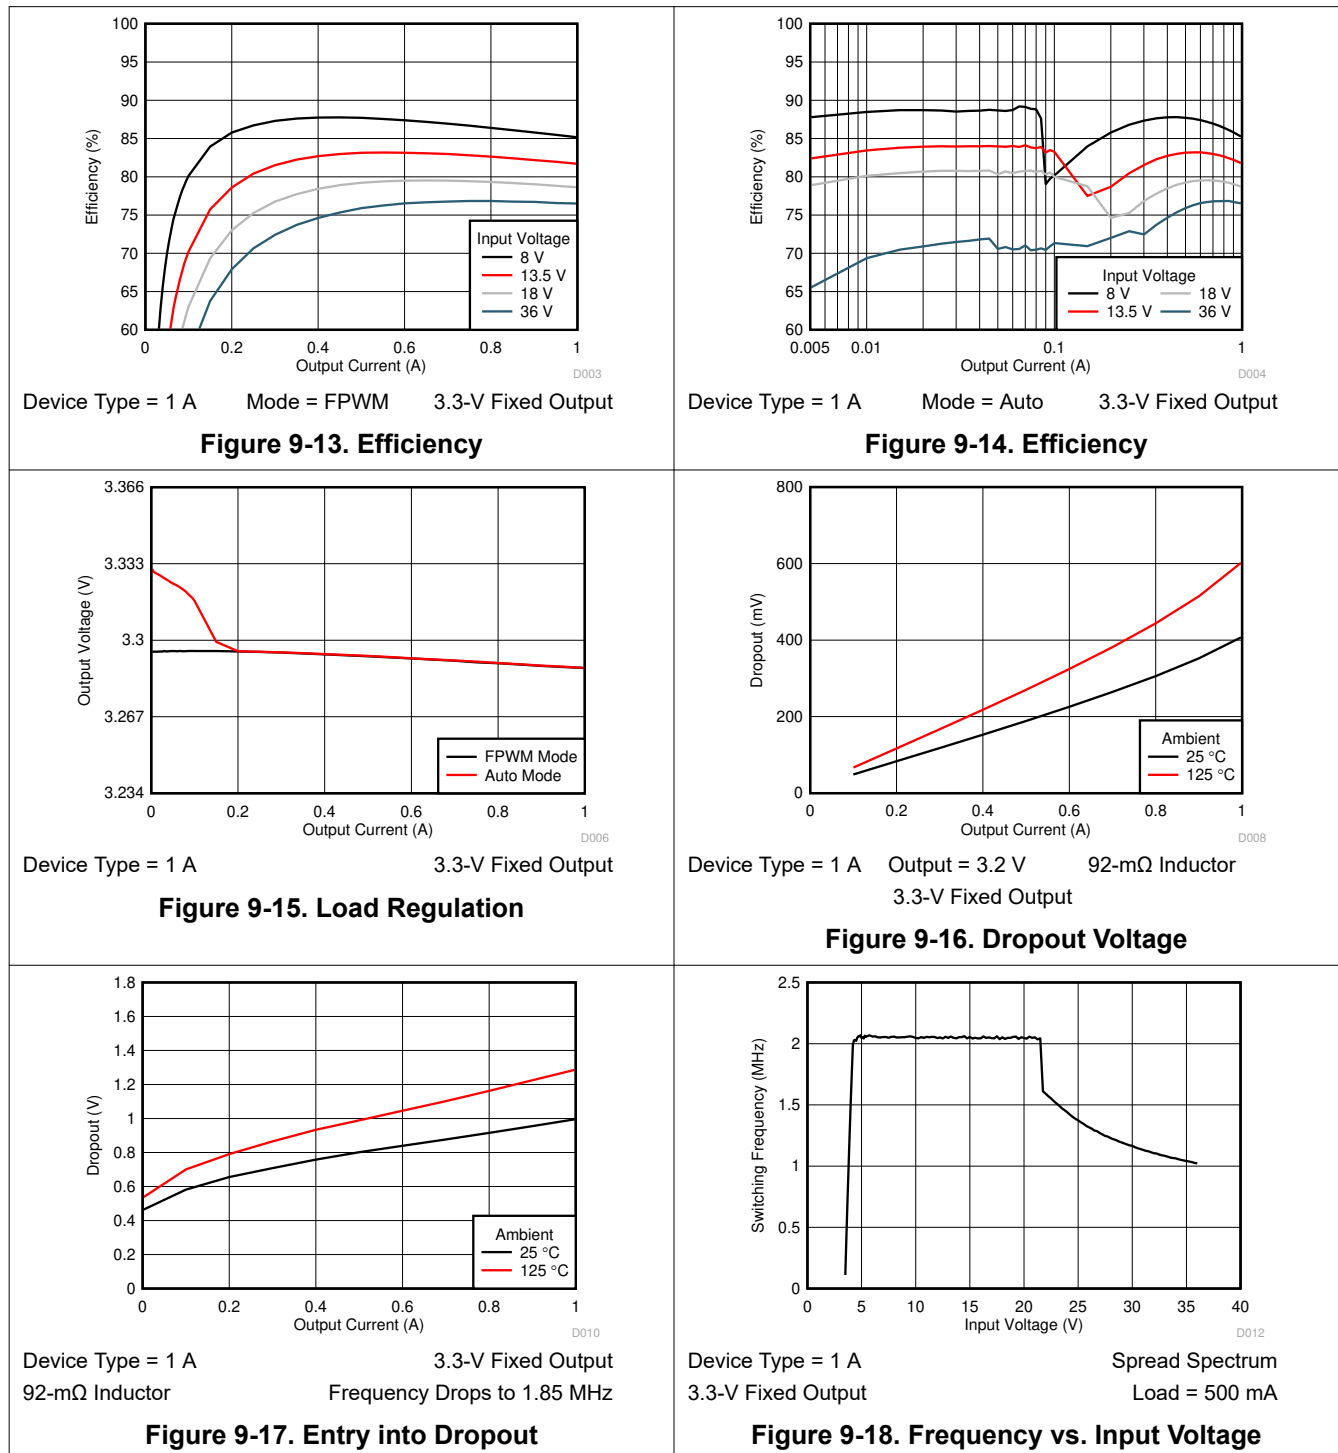 100
95
90
85
80
75
70
65
60
Efficiency (%)
0 0.2 0.4 0.6 0.8 1
Output Current (A)
D003
Input Voltage
8 V
13.5 V
18 V
36 V
Device Type = 1 A Mode = FPWM 3.3-V Fixed Output
Figure 9-13. Efficiency
100
95
90
85
80
75
70
65
60
Efficiency (%)
0.005 0.01 0.1 1
Output Current (A)
D004
Input Voltage
8 V 18 V
13.5 V 36 V
Device Type = 1 A Mode = Auto 3.3-V Fixed Output
Figure 9-14. Efficiency
3.366
3.333
3.3
3.267
3.234
Output Voltage (V)
0 0.2 0.4 0.6 0.8 1
Output Current (A)
D006
FPWM Mode
Auto Mode
Device Type = 1 A 3.3-V Fixed Output
Figure 9-15. Load Regulation
800
600
400
200
0
Dropout (mV)
0 0.2 0.4 0.6 0.8 1
Output Current (A)
D008
Ambient
25 °C
125 °C
Device Type = 1 A Output = 3.2 V 92-mΩ Inductor
3.3-V Fixed Output
Figure 9-16. Dropout Voltage
1.8
1.6
1.4
1.2
1
0.8
0.6
0.4
0.2
0
Dropout (V)
0 0.2 0.4 0.6 0.8 1
Output Current (A)
D010
Ambient
25 °C
125 °C
Device Type = 1 A 3.3-V Fixed Output
92-mΩ Inductor Frequency Drops to 1.85 MHz
Figure 9-17. Entry into Dropout
2.5
2
1.5
1
0.5
0
Switching Frequency (MHz)
0 5 10 15 20 25 30 35 40
Input Voltage (V)
D012
Device Type = 1 A Spread Spectrum
3.3-V Fixed Output Load = 500 mA
Figure 9-18. Frequency vs. Input Voltage